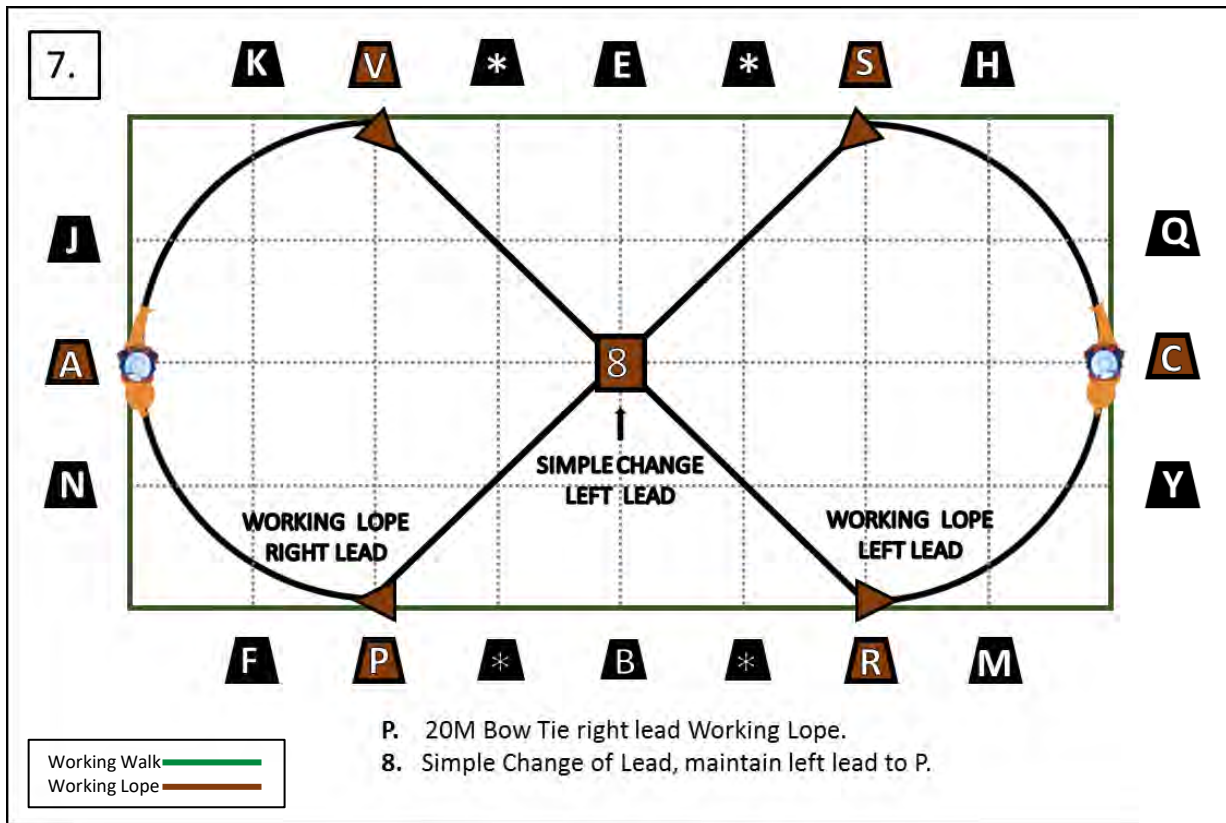 7.
K V * E * S H
J Q
A 8 C
SIMPLE CHANGE
LEFT LEAD
N Y
WORKING LOPE
RIGHT LEAD
WORKING LOPE
LEFT LEAD
F P * B * R M
P. 20M Bow Tie right lead Working Lope.
8. Simple Change of Lead, maintain left lead to P.
Working Walk
Working Lope